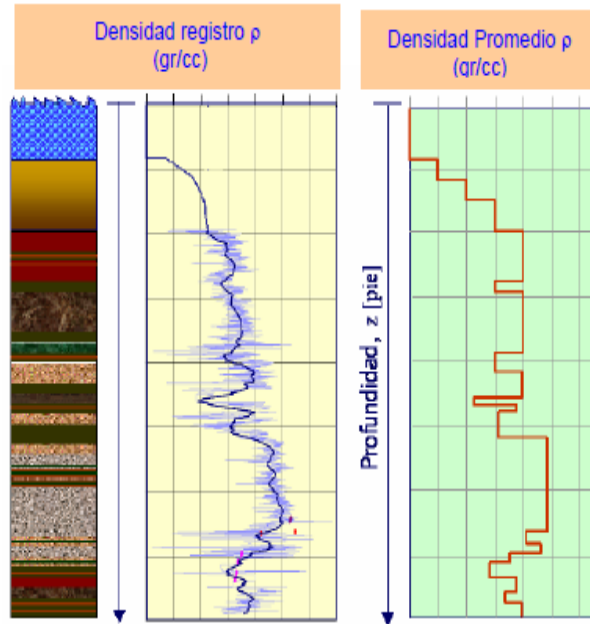 Densidad registro ρ
(gr/cc)
Densidad Promedio ρ
(gr/cc)
Profundidad, z [pie]